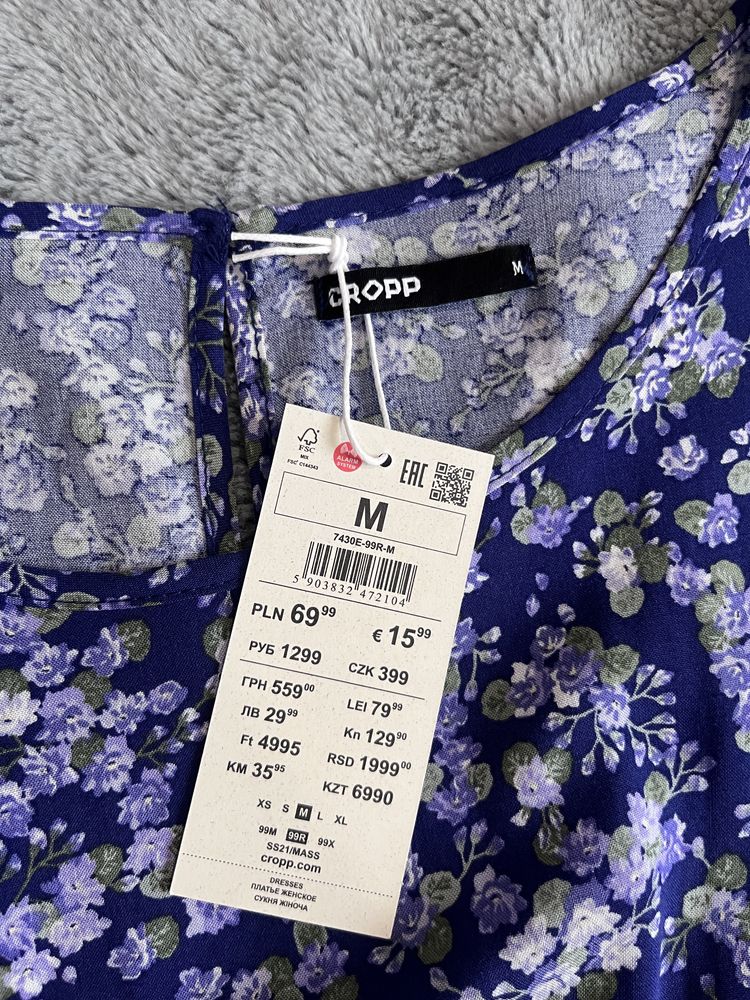 CROPP M
FSC
MIX
FSC® C144343
ALARM
SYSTEM
EAC
M
7430E-99R-M
5 903832 472104
PLN 69 99
€ 15 99
РУБ 1299
CZK 399
ГРН 559 00
LEI 79 99
ЛВ 29 99
Kn 129 90
Ft 4995
RSD 1999 00
KM 35 95
KZT 6990
XS S M L XL
99M 99R 99X
SS21/MASS
cropp.com
DRESSES
ПЛАТЬЕ ЖЕНСКОЕ
СУКНЯ ЖІНОЧА